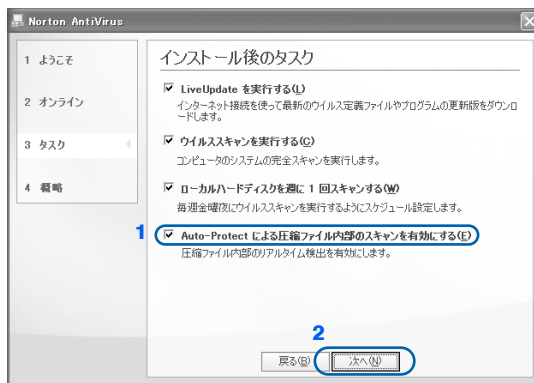 Norton AntiVirus
1 ようこそ
2 オンライン
3 タスク
4 概略
インストール後のタスク
LiveUpdate を実行する(L)
インターネット接続を使って最新のウイルス定義ファイルやプログラムの更新版をダウンロ
ードします。
ウイルススキャンを実行する(C)
コンピュータのシステムの完全スキャンを実行します。
ローカルハードディスクを週に 1 回スキャンする(W)
毎週金曜夜にウイルススキャンを実行するようにスケジュール設定します。
1
Auto-Protect による圧縮ファイル内部のスキャンを有効にする(E)
圧縮ファイル内部のリアルタイム検出を有効にします。
2
戻る(B)
次へ(N)